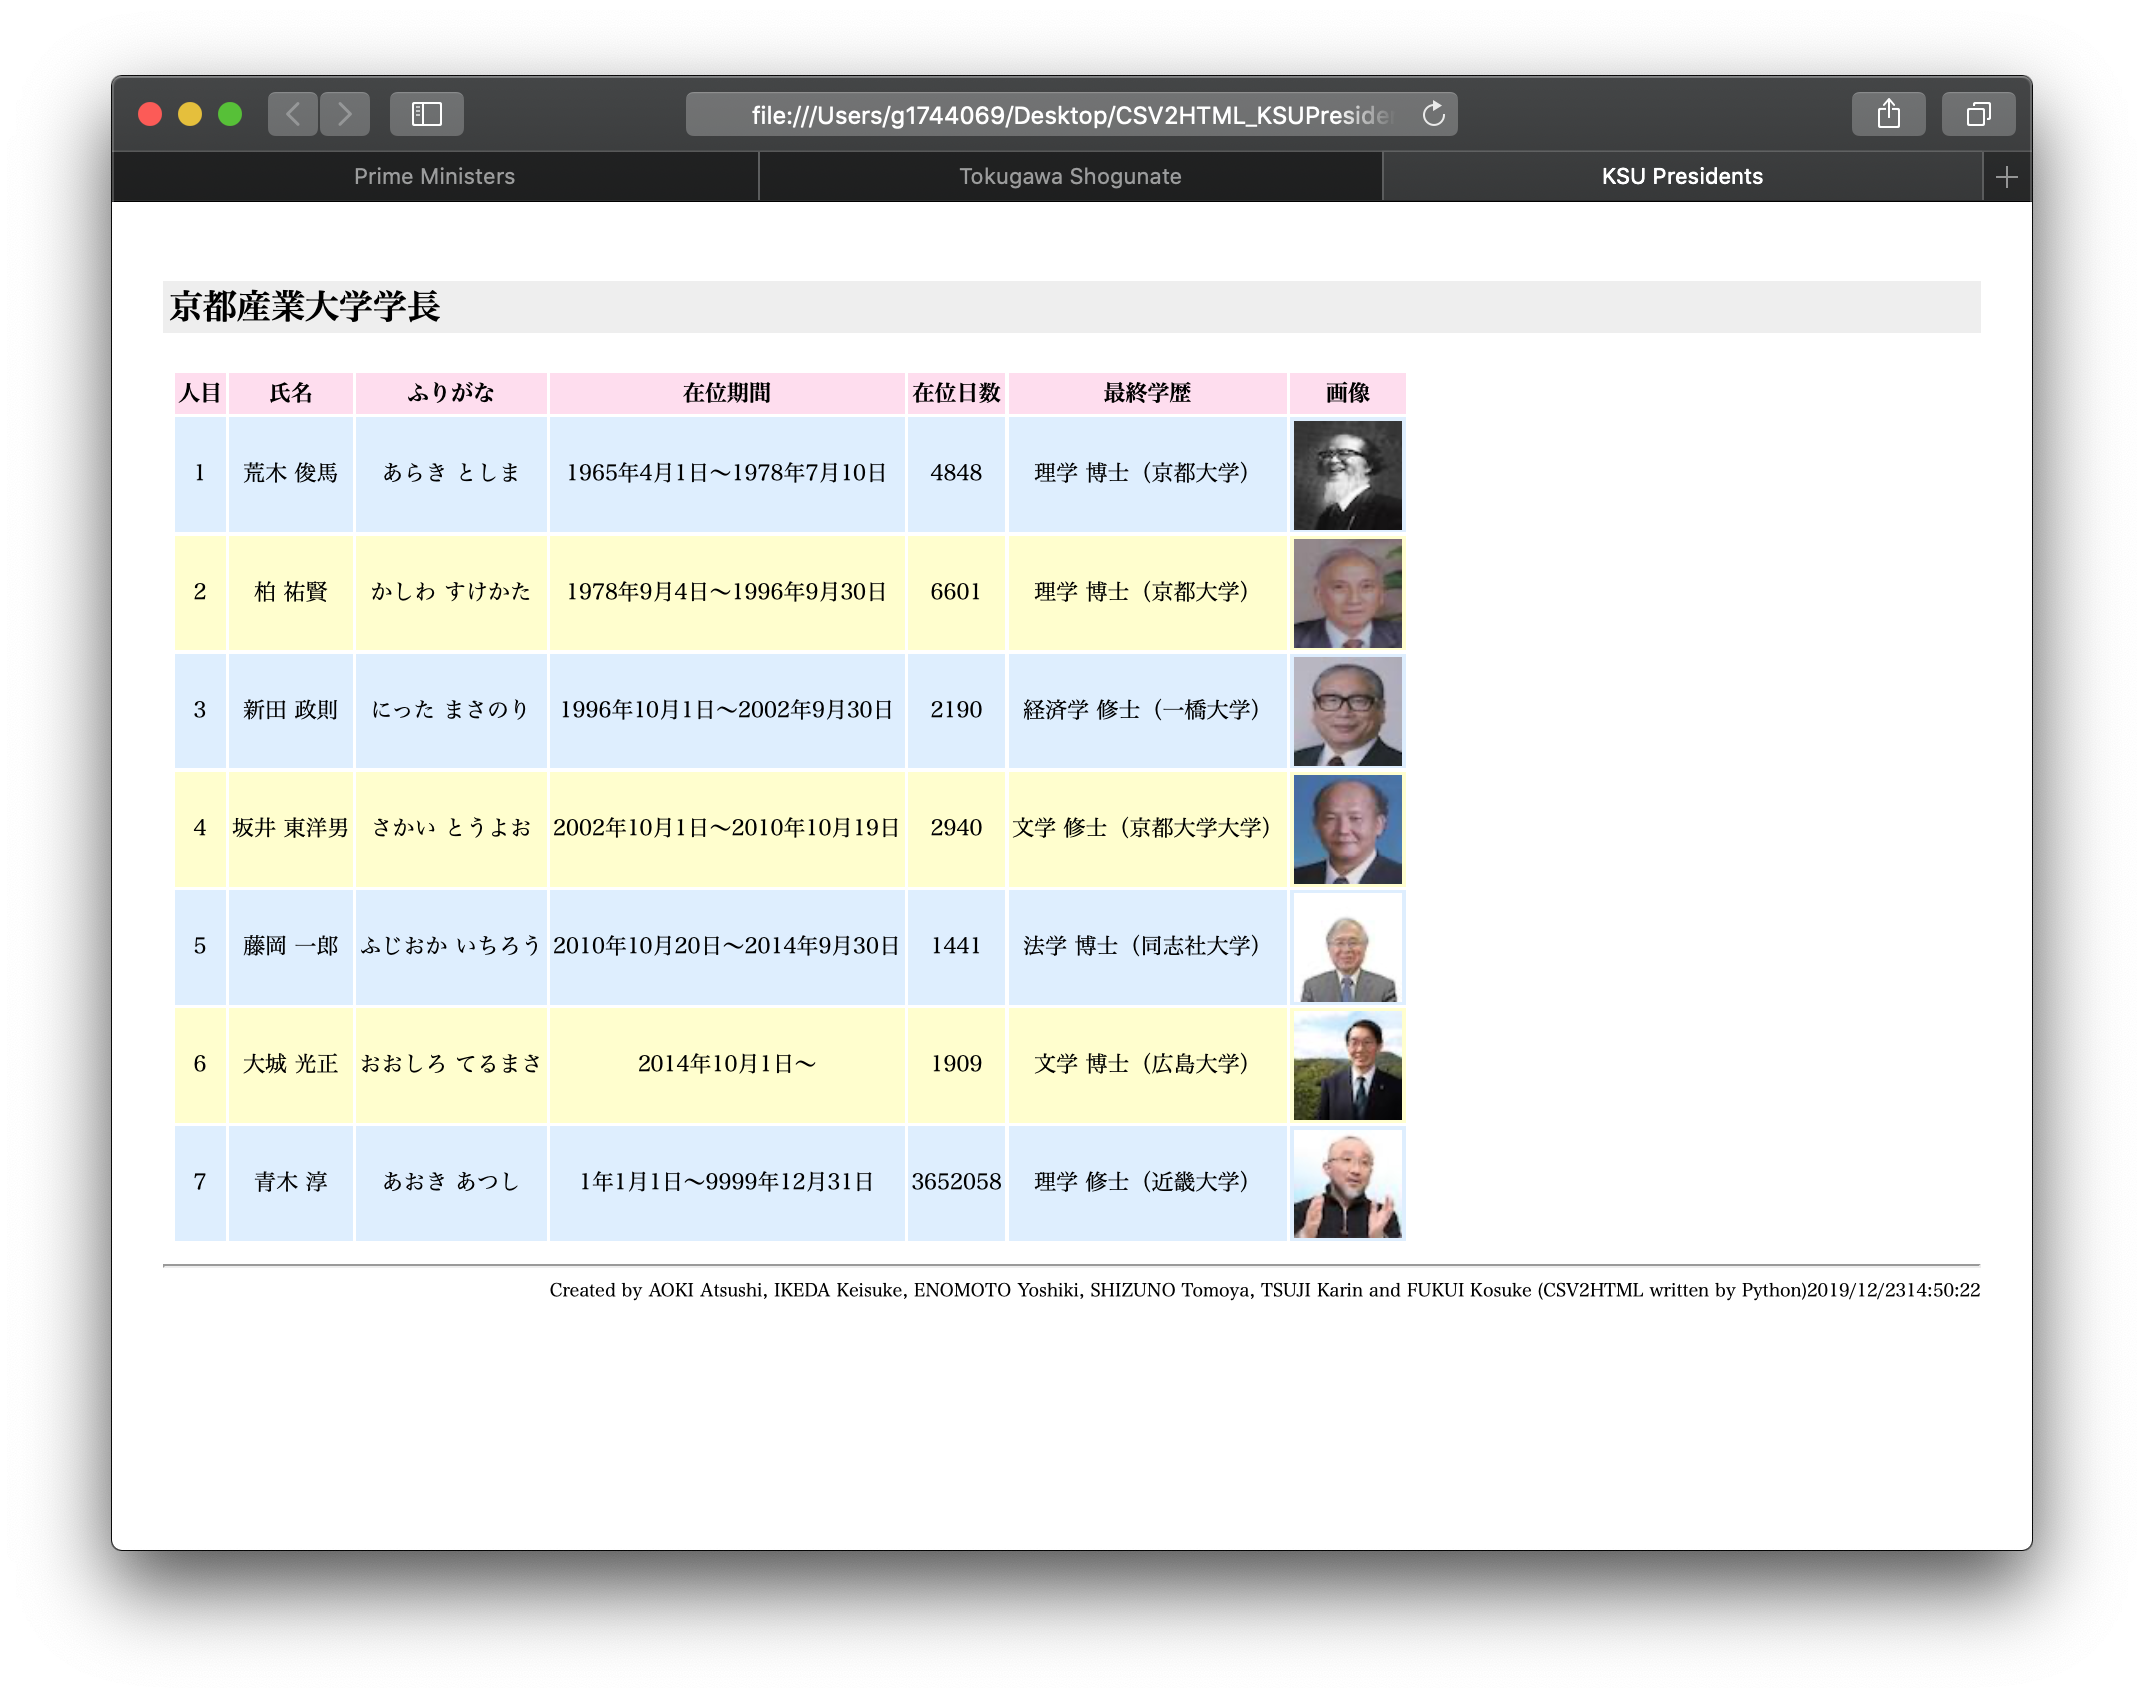 file:///Users/g1744069/Desktop/CSV2HTML_KSUPreside
Prime Ministers Tokugawa Shogunate KSU Presidents
京都産業大学学長
人目 氏名 ふりがな 在位期間 在位日数 最終学歴 画像
1 荒木 俊馬 あらき としま 1965年4月1日〜1978年7月10日 4848 理学 博士（京都大学）
2 柏 祐賢 かしわ すけかた 1978年9月4日〜1996年9月30日 6601 理学 博士（京都大学）
3 新田 政則 にった まさのり 1996年10月1日〜2002年9月30日 2190 経済学 修士（一橋大学）
4 坂井 東洋男 さかい とうよお 2002年10月1日〜2010年10月19日 2940 文学 修士（京都大学大学）
5 藤岡 一郎 ふじおか いちろう 2010年10月20日〜2014年9月30日 1441 法学 博士（同志社大学）
6 大城 光正 おおしろ てるまさ 2014年10月1日〜 1909 文学 博士（広島大学）
7 青木 淳 あおき あつし 1年1月1日〜9999年12月31日 3652058 理学 修士（近畿大学）
Created by AOKI Atsushi, IKEDA Keisuke, ENOMOTO Yoshiki, SHIZUNO Tomoya, TSUJI Karin and FUKUI Kosuke (CSV2HTML written by Python)2019/12/2314:50:22